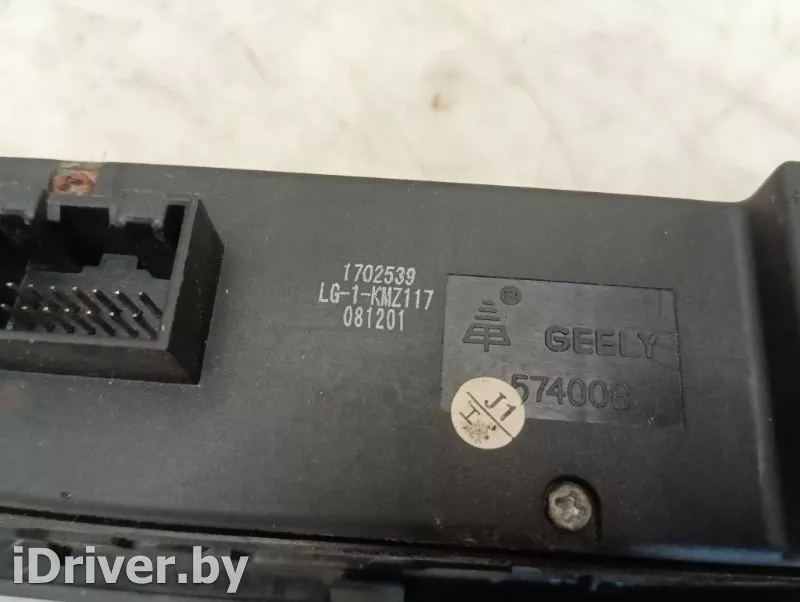 1702539
LG-1-KMZ117
081201
®
GEELY
574008
J1
H
iDriver.by